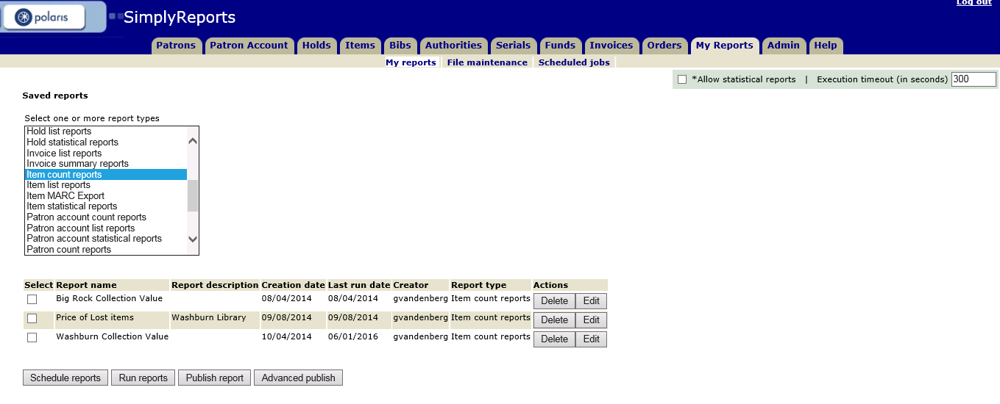 Log out
polaris
SimplyReports
Patrons Patron Account Holds Items Bibs Authorities Serials Funds Invoices Orders My Reports Admin Help
My reports File maintenance Scheduled jobs
*Allow statistical reports | Execution timeout (in seconds) 300
Saved reports
Select one or more report types
Hold list reports
Hold statistical reports
Invoice list reports
Invoice summary reports
Item count reports
Item list reports
Item MARC Export
Item statistical reports
Patron account count reports
Patron account list reports
Patron account statistical reports
Patron count reports
Select Report name Report description Creation date Last run date Creator Report type Actions
Big Rock Collection Value 08/04/2014 08/04/2014 gvandenberg Item count reports Delete Edit
Price of Lost items Washburn Library 09/08/2014 09/08/2014 gvandenberg Item count reports Delete Edit
Washburn Collection Value 10/04/2014 06/01/2016 gvandenberg Item count reports Delete Edit
Schedule reports Run reports Publish report Advanced publish